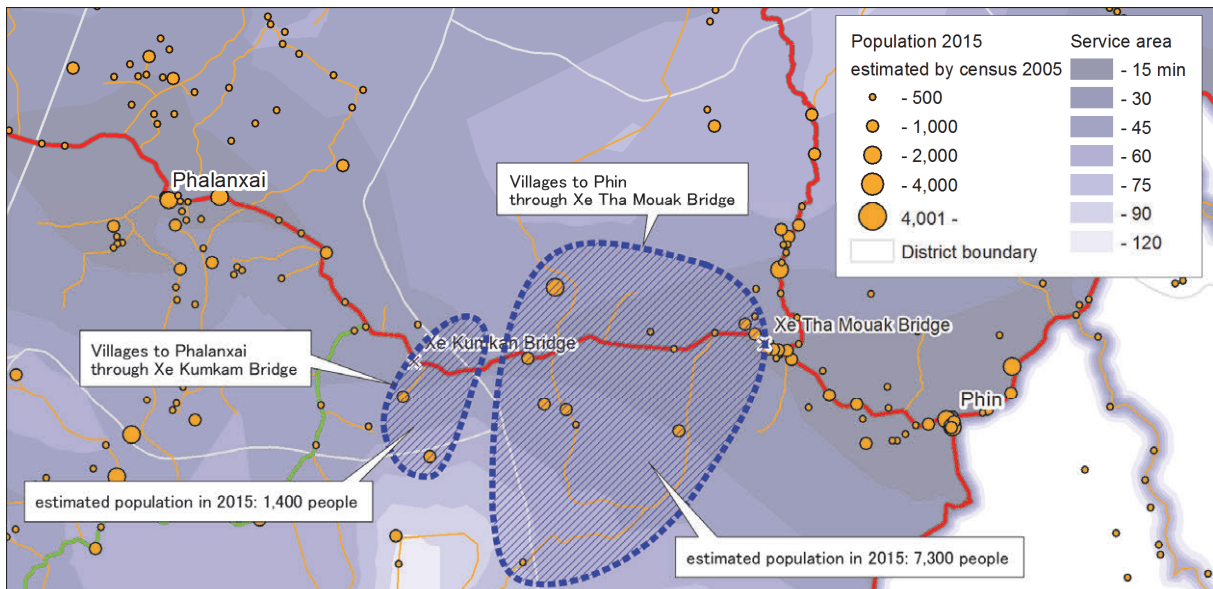 Population 2015
estimated by census 2005
- 500
- 1,000
- 2,000
- 4,000
4,001 -
District boundary
Service area
- 15 min
- 30
- 45
- 60
- 75
- 90
- 120
Phalanxai
Villages to Phin
through Xe Tha Mouak Bridge
Xe Tha Mouak Bridge
Xe Kumkan Bridge
Villages to Phalanxai
through Xe Kumkam Bridge
Phin
estimated population in 2015: 1,400 people
estimated population in 2015: 7,300 people